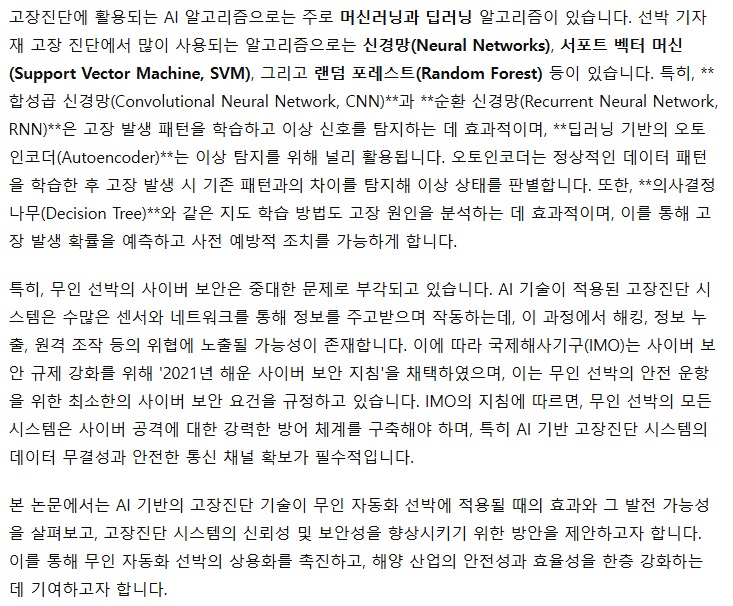 고장진단에 활용되는 AI 알고리즘으로는 주로 머신러닝과 딥러닝 알고리즘이 있습니다. 선박 기자
재 고장 진단에서 많이 사용되는 알고리즘으로는 신경망(Neural Networks), 서포트 벡터 머신
(Support Vector Machine, SVM), 그리고 랜덤 포레스트(Random Forest) 등이 있습니다. 특히, **
합성곱 신경망(Convolutional Neural Network, CNN)**과 **순환 신경망(Recurrent Neural Network,
RNN)**은 고장 발생 패턴을 학습하고 이상 신호를 탐지하는 데 효과적이며, **딥러닝 기반의 오토
인코더(Autoencoder)**는 이상 탐지를 위해 널리 활용됩니다. 오토인코더는 정상적인 데이터 패턴
을 학습한 후 고장 발생 시 기존 패턴과의 차이를 탐지해 이상 상태를 판별합니다. 또한, **의사결정
나무(Decision Tree)**와 같은 지도 학습 방법도 고장 원인을 분석하는 데 효과적이며, 이를 통해 고
장 발생 확률을 예측하고 사전 예방적 조치를 가능하게 합니다.
특히, 무인 선박의 사이버 보안은 중대한 문제로 부각되고 있습니다. AI 기술이 적용된 고장진단 시
스템은 수많은 센서와 네트워크를 통해 정보를 주고받으며 작동하는데, 이 과정에서 해킹, 정보 누
출, 원격 조작 등의 위협에 노출될 가능성이 존재합니다. 이에 따라 국제해사기구(IMO)는 사이버 보
안 규제 강화를 위해 '2021년 해운 사이버 보안 지침'을 채택하였으며, 이는 무인 선박의 안전 운항
을 위한 최소한의 사이버 보안 요건을 규정하고 있습니다. IMO의 지침에 따르면, 무인 선박의 모든
시스템은 사이버 공격에 대한 강력한 방어 체계를 구축해야 하며, 특히 AI 기반 고장진단 시스템의
데이터 무결성과 안전한 통신 채널 확보가 필수적입니다.
본 논문에서는 AI 기반의 고장진단 기술이 무인 자동화 선박에 적용될 때의 효과와 그 발전 가능성
을 살펴보고, 고장진단 시스템의 신뢰성 및 보안성을 향상시키기 위한 방안을 제안하고자 합니다.
이를 통해 무인 자동화 선박의 상용화를 촉진하고, 해양 산업의 안전성과 효율성을 한층 강화하는
데 기여하고자 합니다.